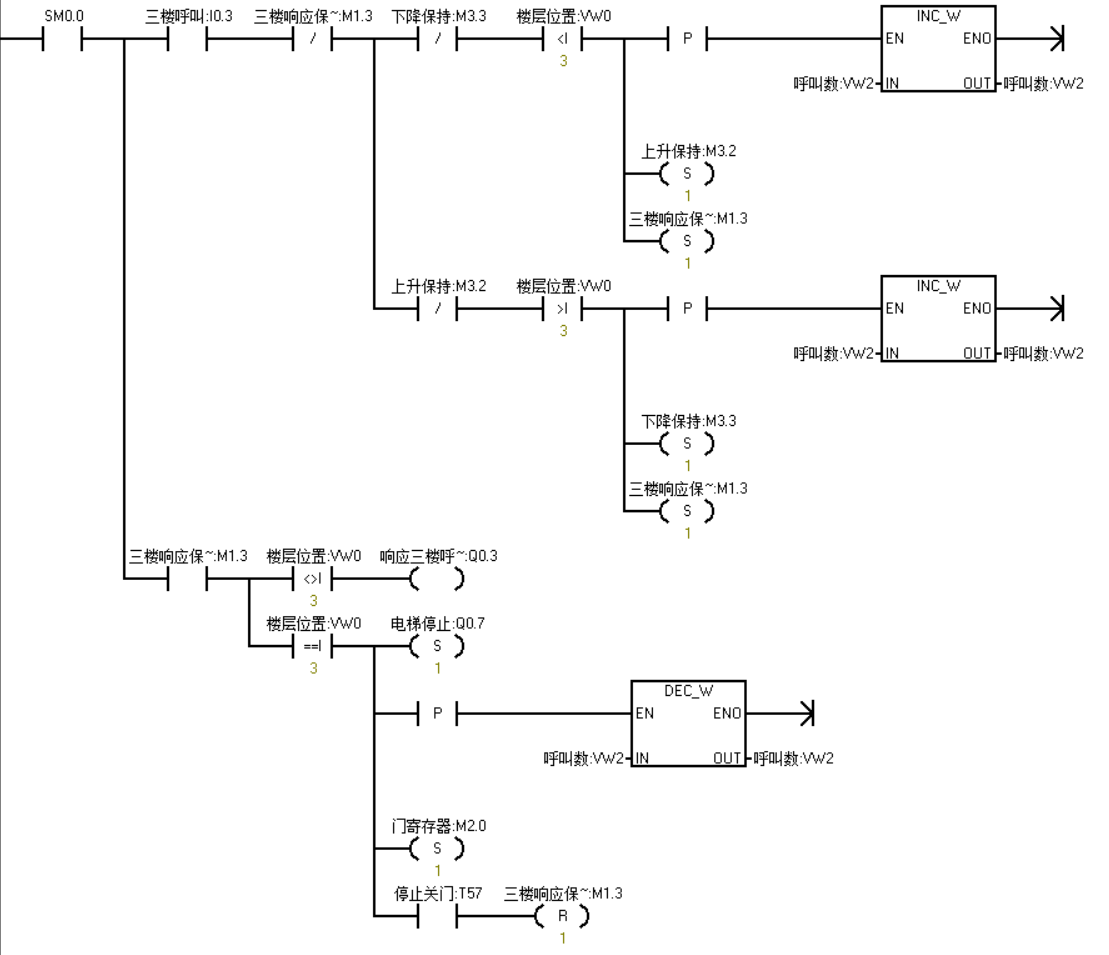 SM0.0 三楼呼叫:I0.3 三楼响应保~:M1.3 下降保持:M3.3 楼层位置:VW0 INC_W
/ / <I P EN ENO
3
呼叫数:VW2 IN OUT 呼叫数:VW2
上升保持:M3.2
S
1
三楼响应保~:M1.3
S
1
上升保持:M3.2 楼层位置:VW0 INC_W
/ >I P EN ENO
3
呼叫数:VW2 IN OUT 呼叫数:VW2
下降保持:M3.3
S
1
三楼响应保~:M1.3
S
1
三楼响应保~:M1.3 楼层位置:VW0 响应三楼呼~:Q0.3
<>I
3
楼层位置:VW0 电梯停止:Q0.7
==I S
3 1
DEC_W
P EN ENO
呼叫数:VW2 IN OUT 呼叫数:VW2
门寄存器:M2.0
S
1
停止关门:T57 三楼响应保~:M1.3
R
1